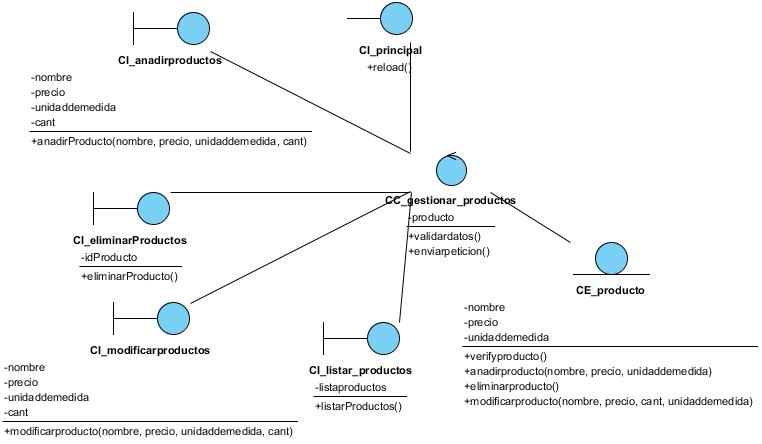 CI_anadirproductos
-nombre
-precio
-unidaddemedida
-cant
+anadirProducto(nombre, precio, unidaddemedida, cant)
CI_principal
+reload()
CC_gestionar_productos
-producto
+validardatos()
+enviarpeticion()
CI_eliminarProductos
-idProducto
+eliminarProducto()
CI_modificarproductos
-nombre
-precio
-unidaddemedida
-cant
+modificarproducto(nombre, precio, unidaddemedida, cant)
CI_listar_productos
-listaproductos
+listarProductos()
CE_producto
-nombre
-precio
-unidaddemedida
+verifyproducto()
+anadirproducto(nombre, precio, unidaddemedida)
+eliminarproducto()
+modificarproducto(nombre, precio, cant, unidaddemedida)